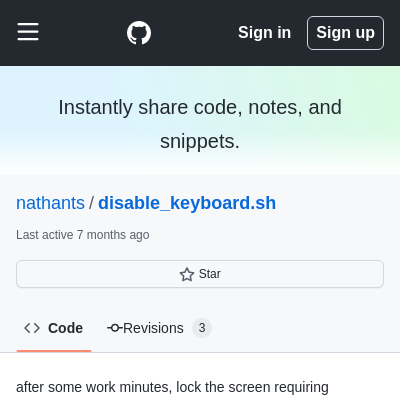 Sign in Sign up
Instantly share code, notes, and
snippets.
nathants / disable_keyboard.sh
Last active 7 months ago
Star
Code Revisions 3
after some work minutes, lock the screen requiring